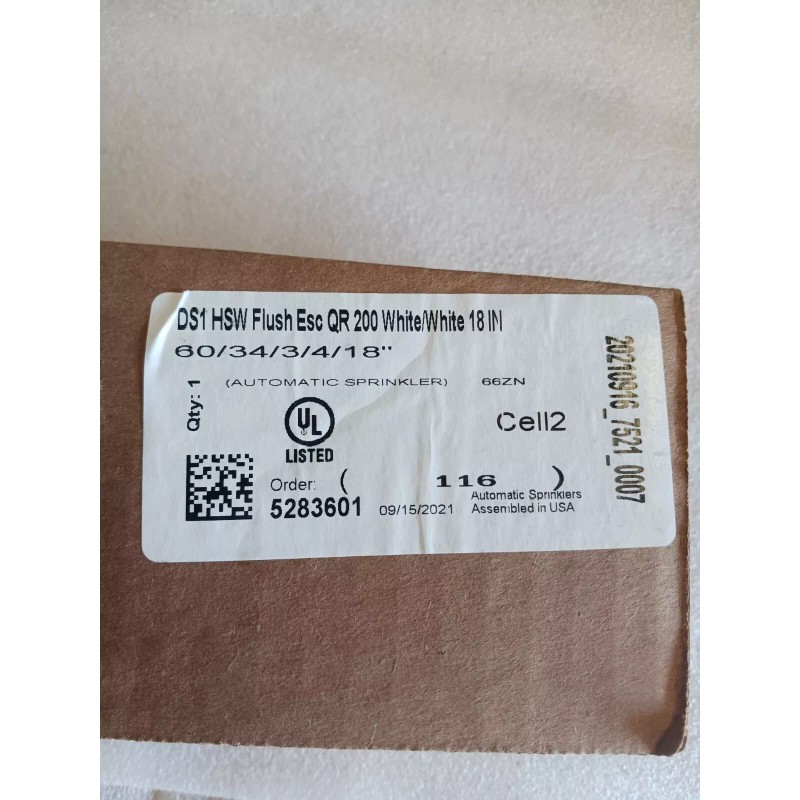 DS1 HSW Flush Esc QR 200 White/White 18 IN
60/34/3/4/18"
Qty: 1
(AUTOMATIC SPRINKLER) 66ZN
UL
LISTED
Cell2
Order: ( 116 )
5283601 09/15/2021
Automatic Sprinklers
Assembled in USA
20210916_7521_0007